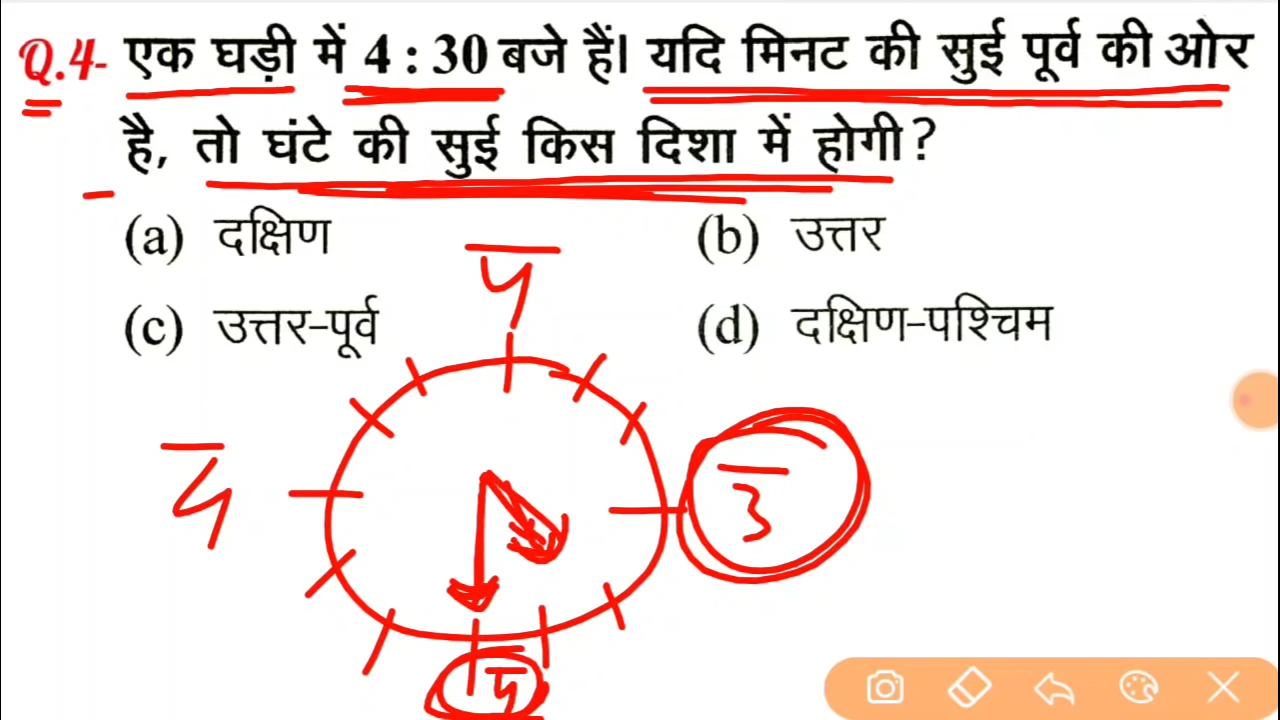 Q.4- एक घड़ी में 4 : 30 बजे हैं। यदि मिनट की सुई पूर्व की ओर
है, तो घंटे की सुई किस दिशा में होगी?
(a) दक्षिण (b) उत्तर
(c) उत्तर-पूर्व (d) दक्षिण-पश्चिम